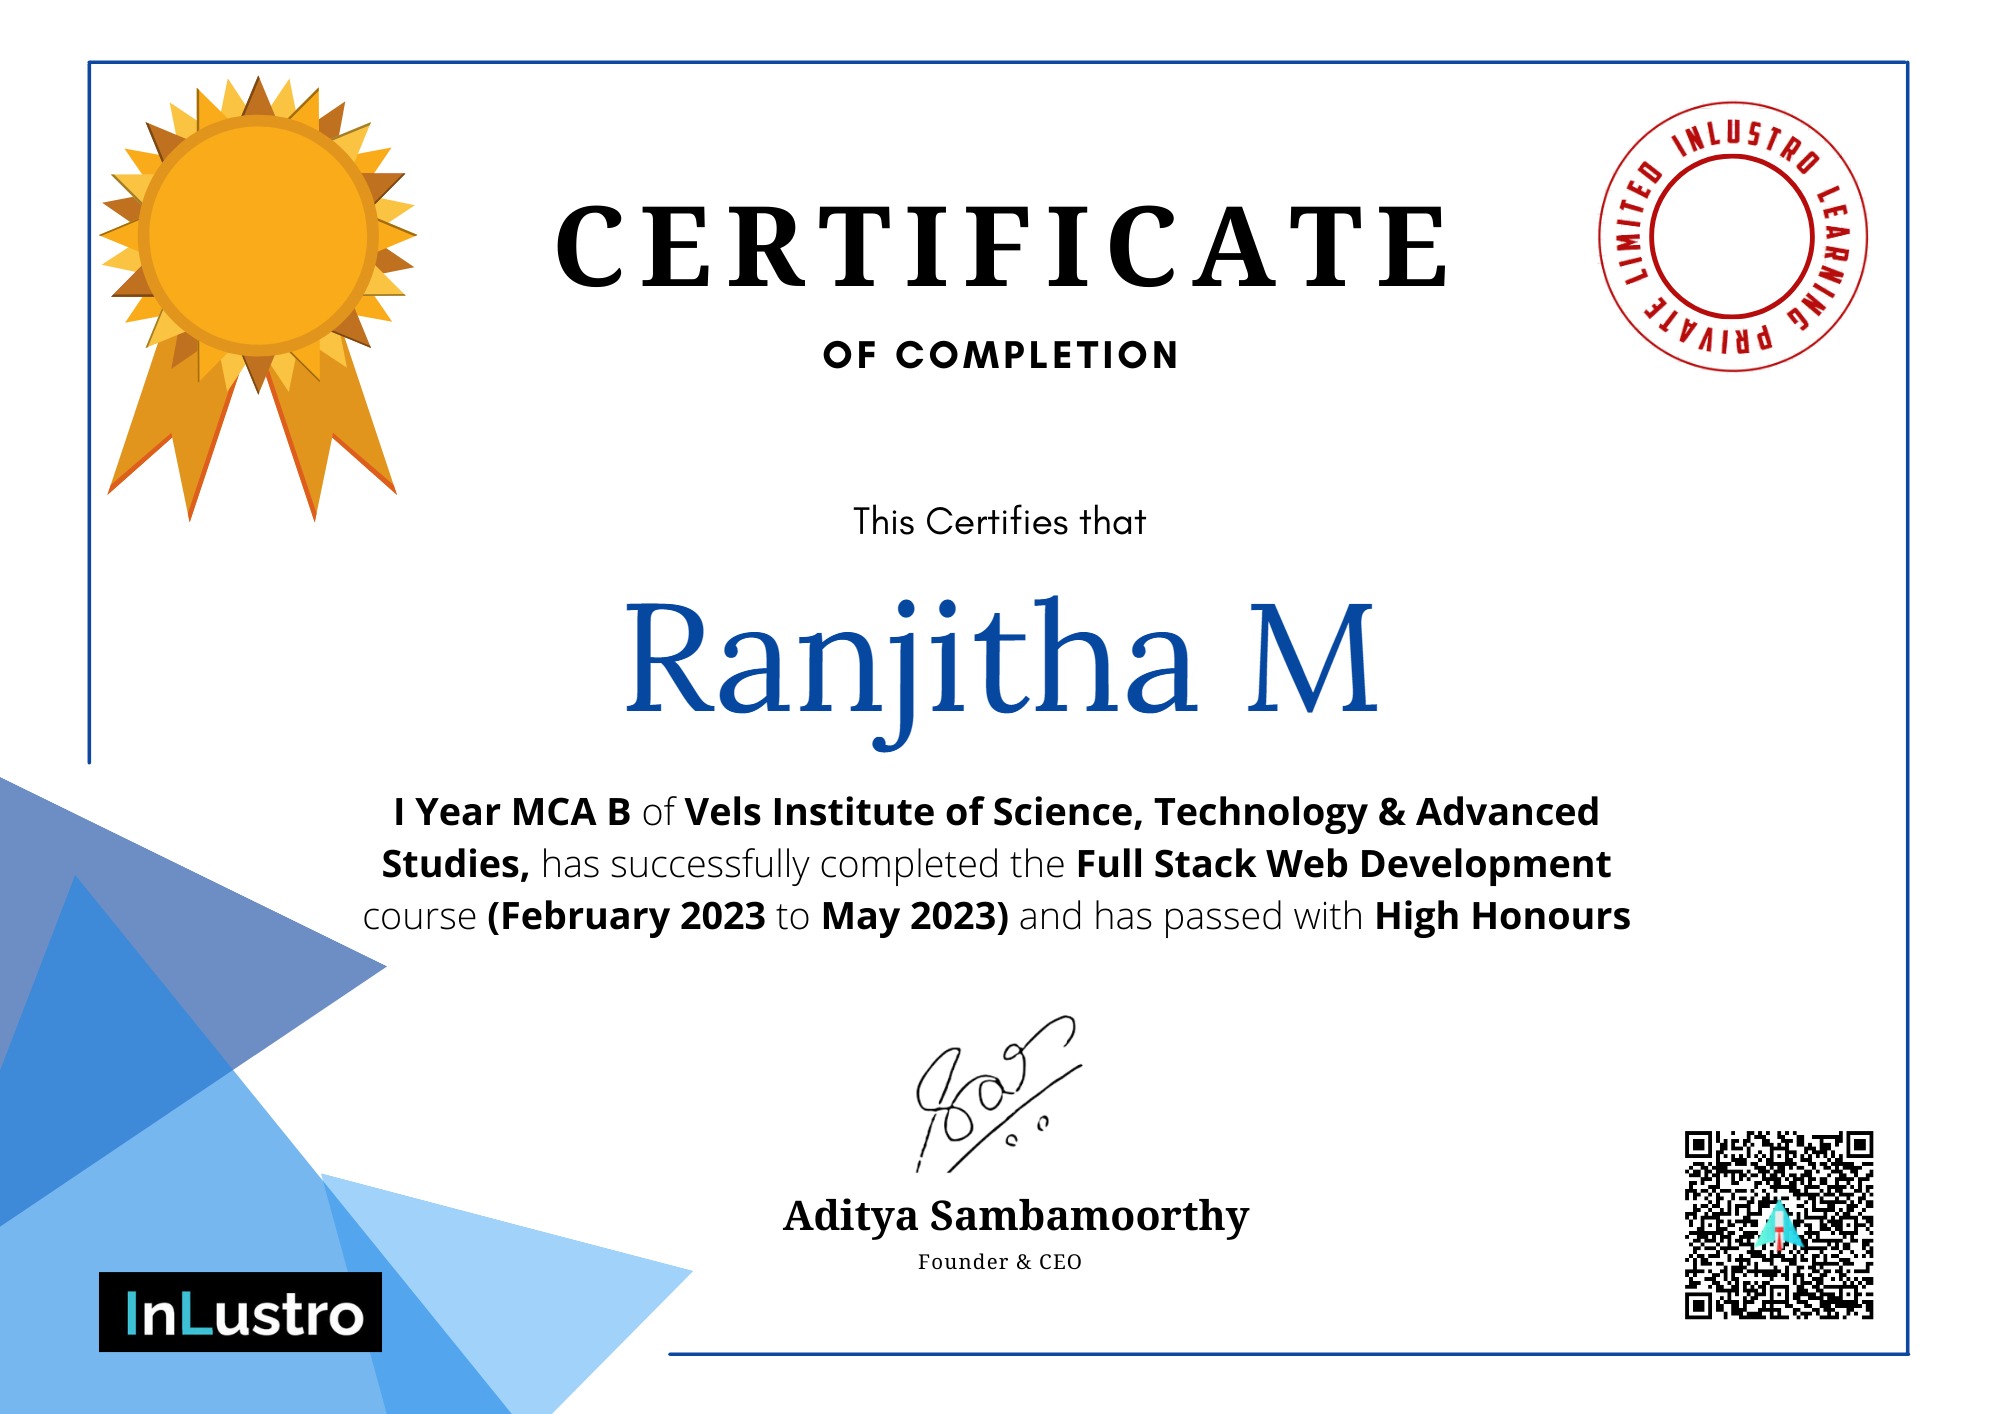 CERTIFICATE
OF COMPLETION
INLUSTRO LEARNING PRIVATE LIMITED
This Certifies that
Ranjitha M
I Year MCA B of Vels Institute of Science, Technology & Advanced
Studies, has successfully completed the Full Stack Web Development
course (February 2023 to May 2023) and has passed with High Honours
Aditya Sambamoorthy
Founder & CEO
InLustro